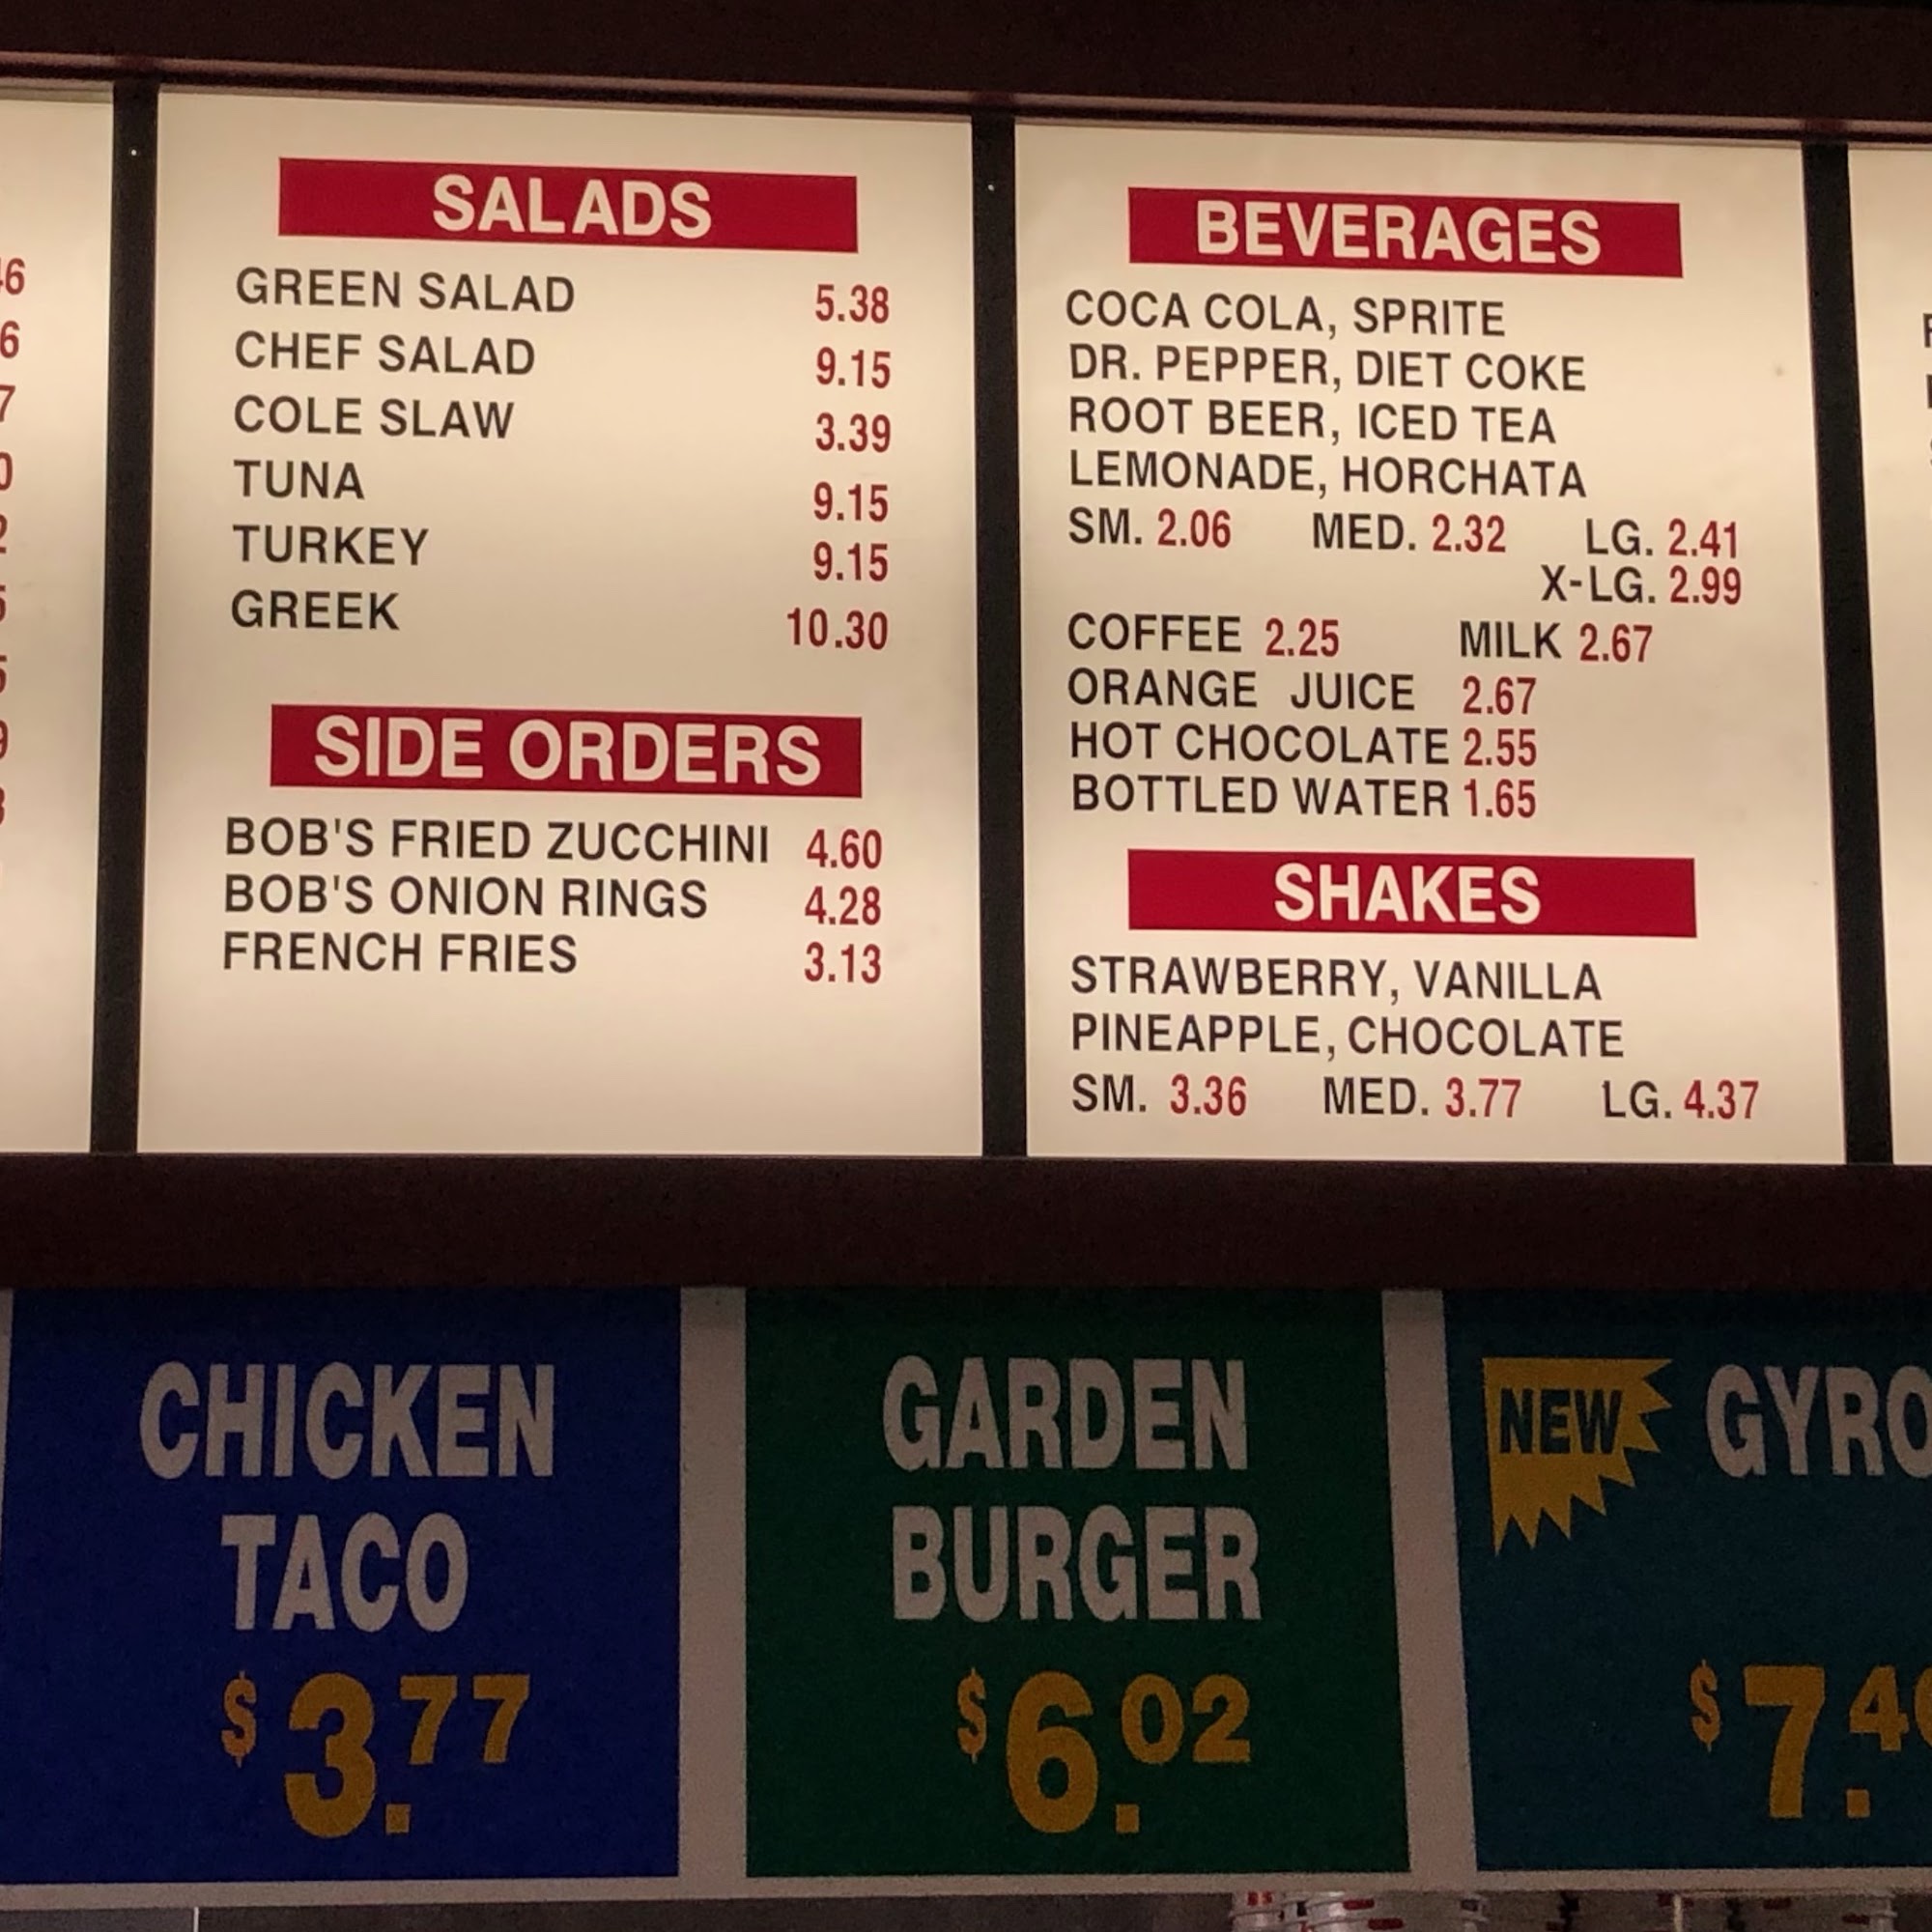 SALADS
GREEN SALAD 5.38
CHEF SALAD 9.15
COLE SLAW 3.39
TUNA 9.15
TURKEY 9.15
GREEK 10.30
SIDE ORDERS
BOB'S FRIED ZUCCHINI 4.60
BOB'S ONION RINGS 4.28
FRENCH FRIES 3.13
BEVERAGES
COCA COLA, SPRITE
DR. PEPPER, DIET COKE
ROOT BEER, ICED TEA
LEMONADE, HORCHATA
SM. 2.06 MED. 2.32 LG. 2.41
X-LG. 2.99
COFFEE 2.25 MILK 2.67
ORANGE JUICE 2.67
HOT CHOCOLATE 2.55
BOTTLED WATER 1.65
SHAKES
STRAWBERRY, VANILLA
PINEAPPLE, CHOCOLATE
SM. 3.36 MED. 3.77 LG. 4.37
CHICKEN
TACO
$3.77
GARDEN
BURGER
$6.02
NEW GYRO
$7.4